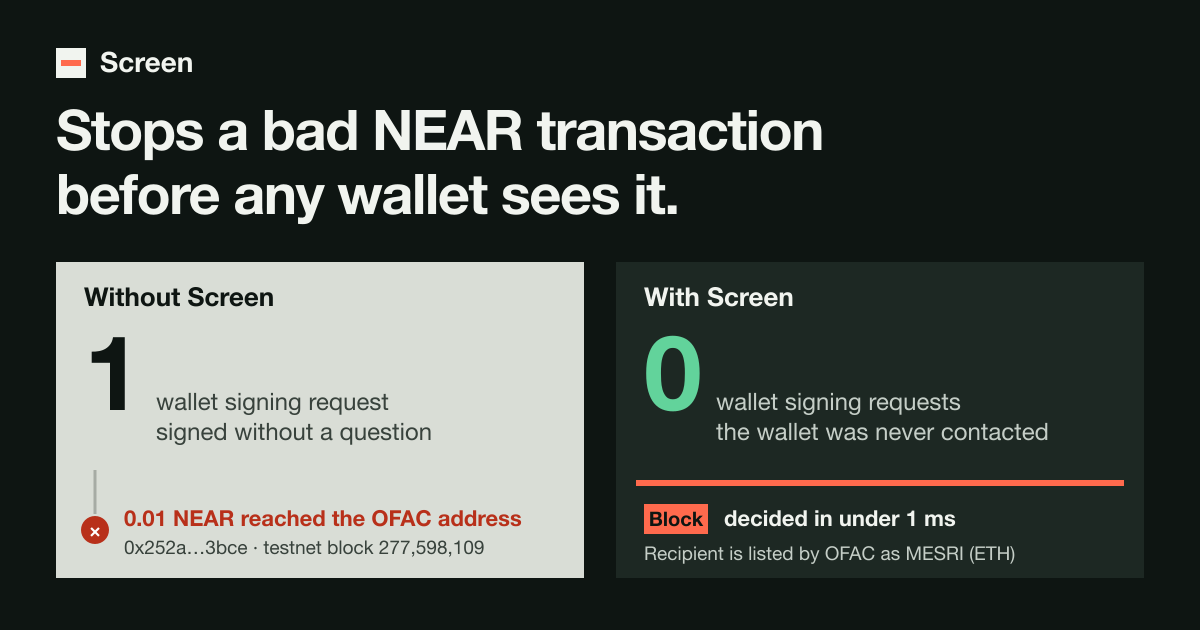 Screen
Stops a bad NEAR transaction
before any wallet sees it.
Without Screen
1
wallet signing request
signed without a question
0.01 NEAR reached the OFAC address
0x252a…3bce · testnet block 277,598,109
With Screen
0
wallet signing requests
the wallet was never contacted
Block decided in under 1 ms
Recipient is listed by OFAC as MESRI (ETH)